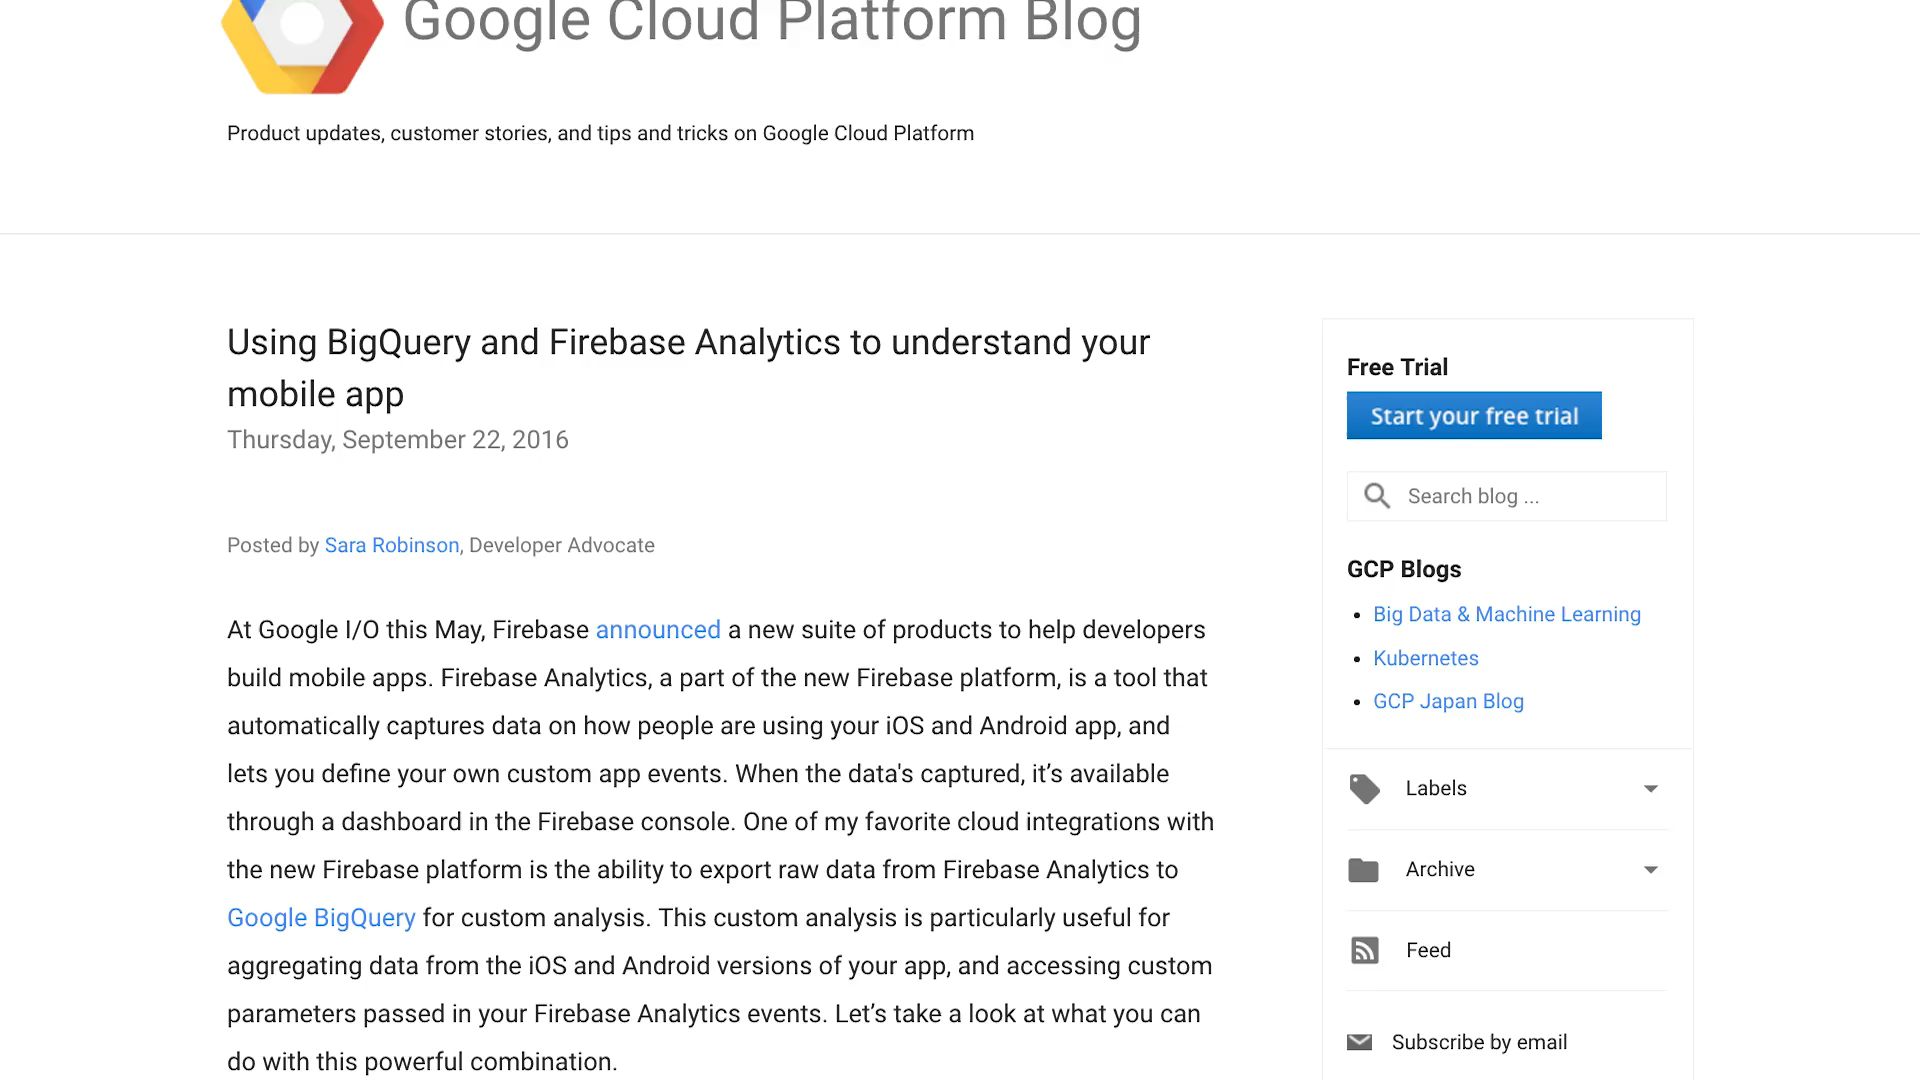 Google Cloud Platform Blog
Product updates, customer stories, and tips and tricks on Google Cloud Platform
Using BigQuery and Firebase Analytics to understand your
mobile app
Thursday, September 22, 2016
Posted by Sara Robinson, Developer Advocate
At Google I/O this May, Firebase announced a new suite of products to help developers
build mobile apps. Firebase Analytics, a part of the new Firebase platform, is a tool that
automatically captures data on how people are using your iOS and Android app, and
lets you define your own custom app events. When the data's captured, it’s available
through a dashboard in the Firebase console. One of my favorite cloud integrations with
the new Firebase platform is the ability to export raw data from Firebase Analytics to
Google BigQuery for custom analysis. This custom analysis is particularly useful for
aggregating data from the iOS and Android versions of your app, and accessing custom
parameters passed in your Firebase Analytics events. Let’s take a look at what you can
do with this powerful combination.
Free Trial
Start your free trial
Search blog ...
GCP Blogs
Big Data & Machine Learning
Kubernetes
GCP Japan Blog
Labels
Archive
Feed
Subscribe by email